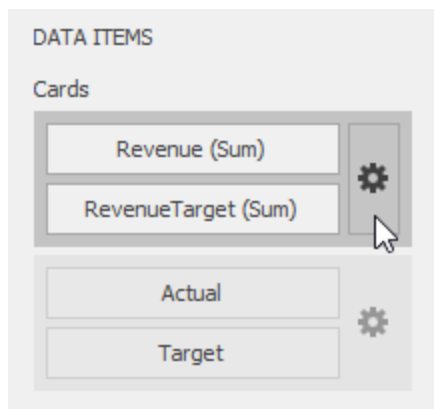 DATA ITEMS
Cards
Revenue (Sum)
RevenueTarget (Sum)
Actual
Target